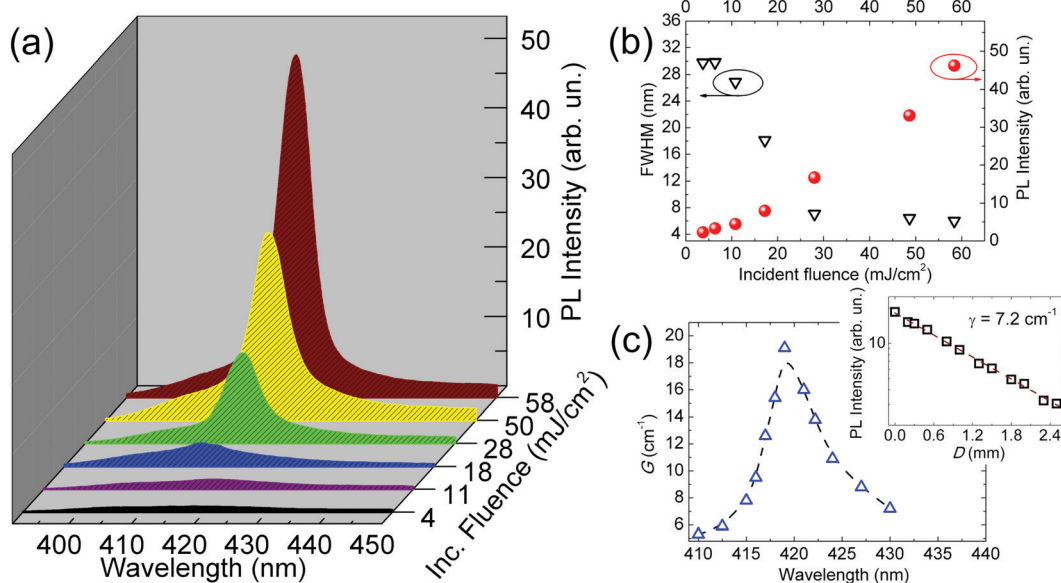 (a)
50
40
30
20
10
0
PL Intensity (arb. un.)
58
50
28
18
11
4
Inc. Fluence (mJ/cm²)
400 410 420 430 440 450
Wavelength (nm)
(b)
0 10 20 30 40 50 60
36
32
28
24
20
16
12
8
4
FWHM (nm)
50
40
30
20
10
0
PL Intensity (arb. un.)
0 10 20 30 40 50 60
Incident fluence (mJ/cm²)
(c)
20
18
16
14
12
10
8
6
G (cm⁻¹)
410 415 420 425 430 435 440
Wavelength (nm)
γ = 7.2 cm⁻¹
10
PL Intensity (arb. un.)
0.0 0.6 1.2 1.8 2.4
D (mm)